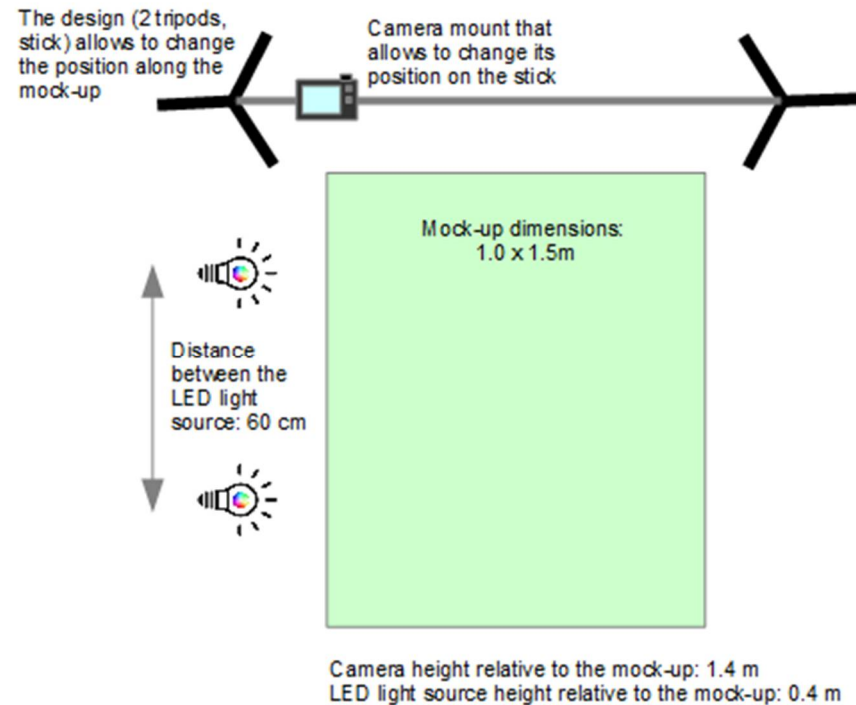 The design (2 tripods,
stick) allows to change
the position along the
mock-up
Camera mount that
allows to change its
position on the stick
Mock-up dimensions:
1.0 x 1.5m
Distance
between the
LED light
source: 60 cm
Camera height relative to the mock-up: 1.4 m
LED light source height relative to the mock-up: 0.4 m